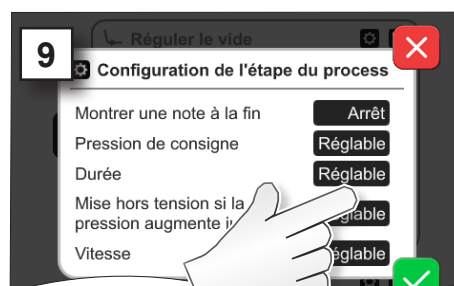 Réguler le vide
9
Configuration de l'étape du process
Montrer une note à la fin Arrêt
Pression de consigne Réglable
Durée Réglable
Mise hors tension si la
pression augmente
Vitesse